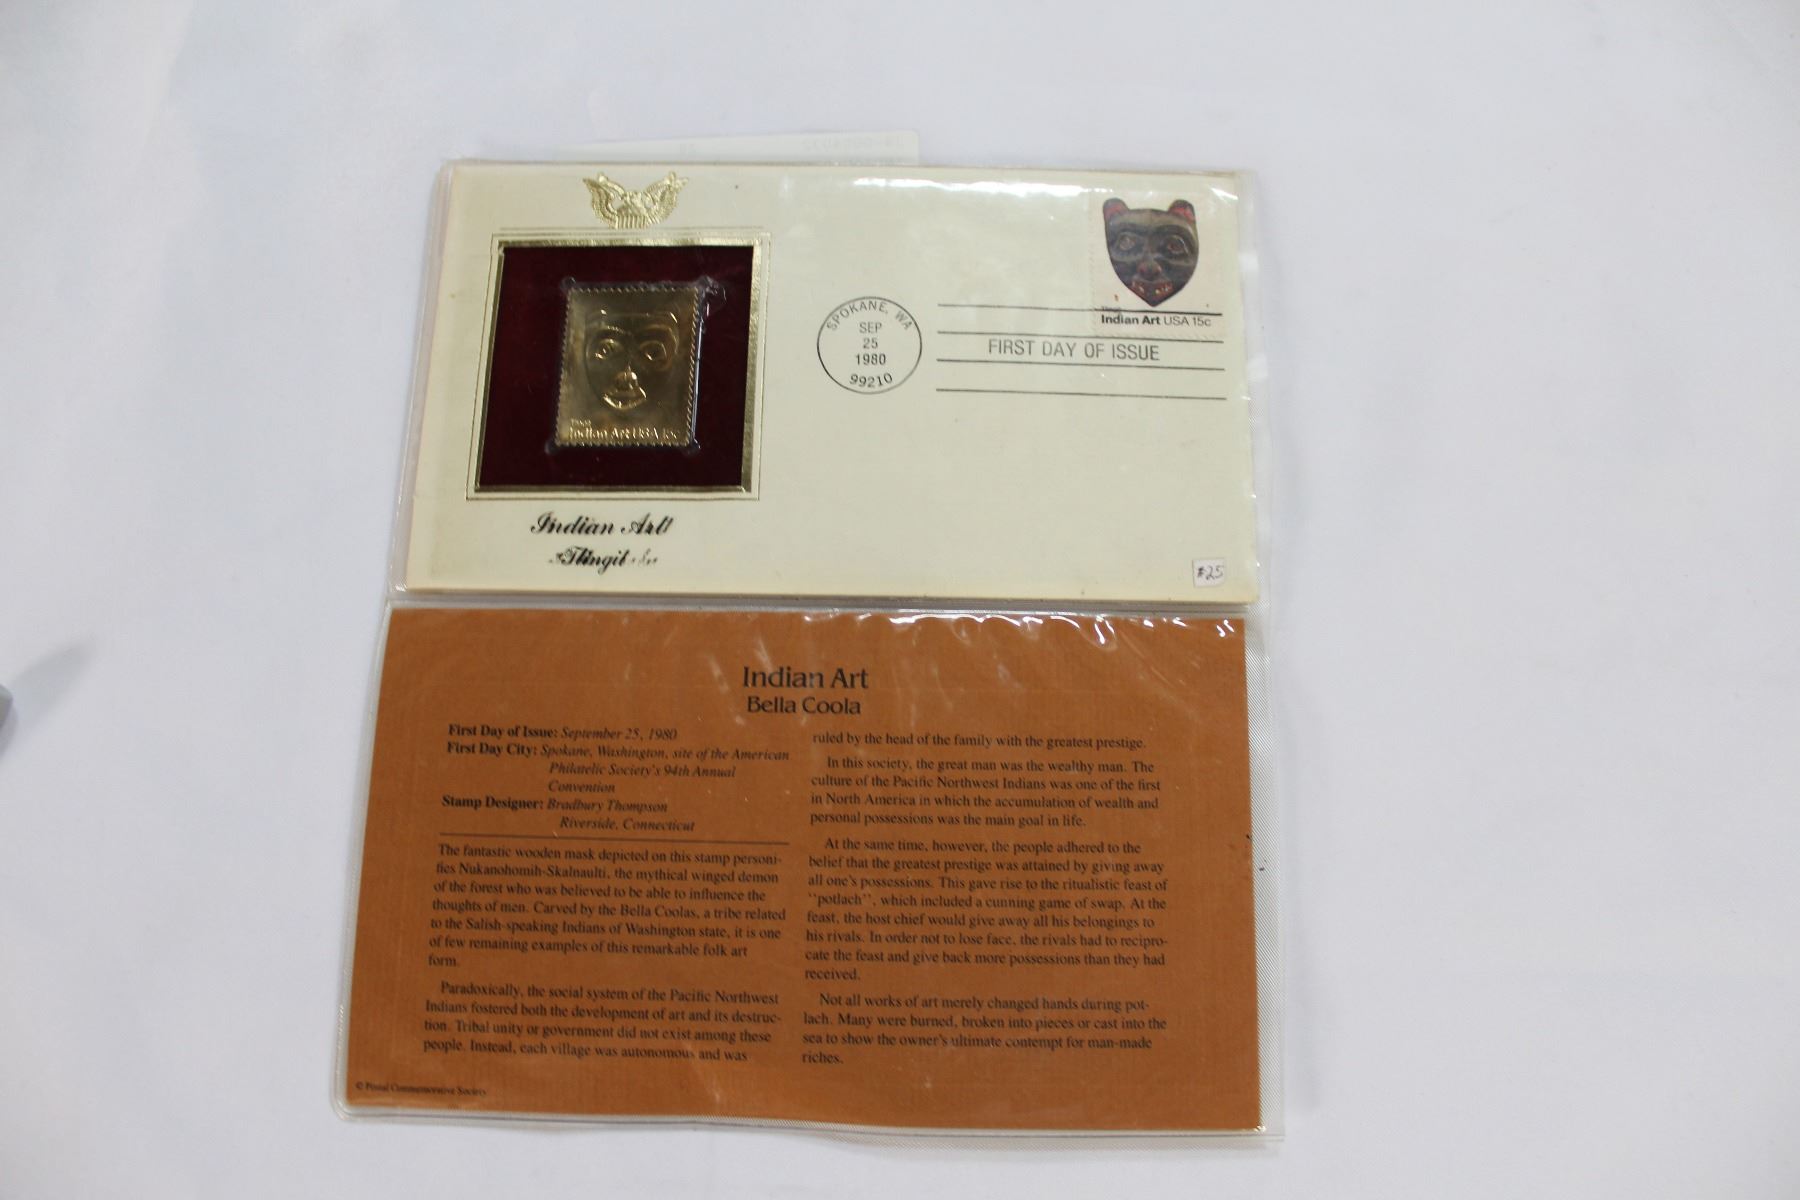 SPOKANE, WA
SEP
25
1980
99210
FIRST DAY OF ISSUE
Indian Art USA 15c
Indian Art USA 15c
Indian Art
Tlingit
$25
Indian Art
Bella Coola
First Day of Issue: September 25, 1980
First Day City: Spokane, Washington, site of the American
Philatelic Society's 94th Annual
Convention
Stamp Designer: Bradbury Thompson
Riverside, Connecticut
The fantastic wooden mask depicted on this stamp personi-
fies Nukanohomih-Skalnaulti, the mythical winged demon
of the forest who was believed to be able to influence the
thoughts of men. Carved by the Bella Coolas, a tribe related
to the Salish-speaking Indians of Washington state, it is one
of few remaining examples of this remarkable folk art
form.
Paradoxically, the social system of the Pacific Northwest
Indians fostered both the development of art and its destruc-
tion. Tribal unity or government did not exist among these
people. Instead, each village was autonomous and was
ruled by the head of the family with the greatest prestige.
In this society, the great man was the wealthy man. The
culture of the Pacific Northwest Indians was one of the first
in North America in which the accumulation of wealth and
personal possessions was the main goal in life.
At the same time, however, the people adhered to the
belief that the greatest prestige was attained by giving away
all one's possessions. This gave rise to the ritualistic feast of
"potlach", which included a cunning game of swap. At the
feast, the host chief would give away all his belongings to
his rivals. In order not to lose face, the rivals had to recipro-
cate the feast and give back more possessions than they had
received.
Not all works of art merely changed hands during pot-
lach. Many were burned, broken into pieces or cast into the
sea to show the owner's ultimate contempt for man-made
riches.
© Postal Commemorative Society